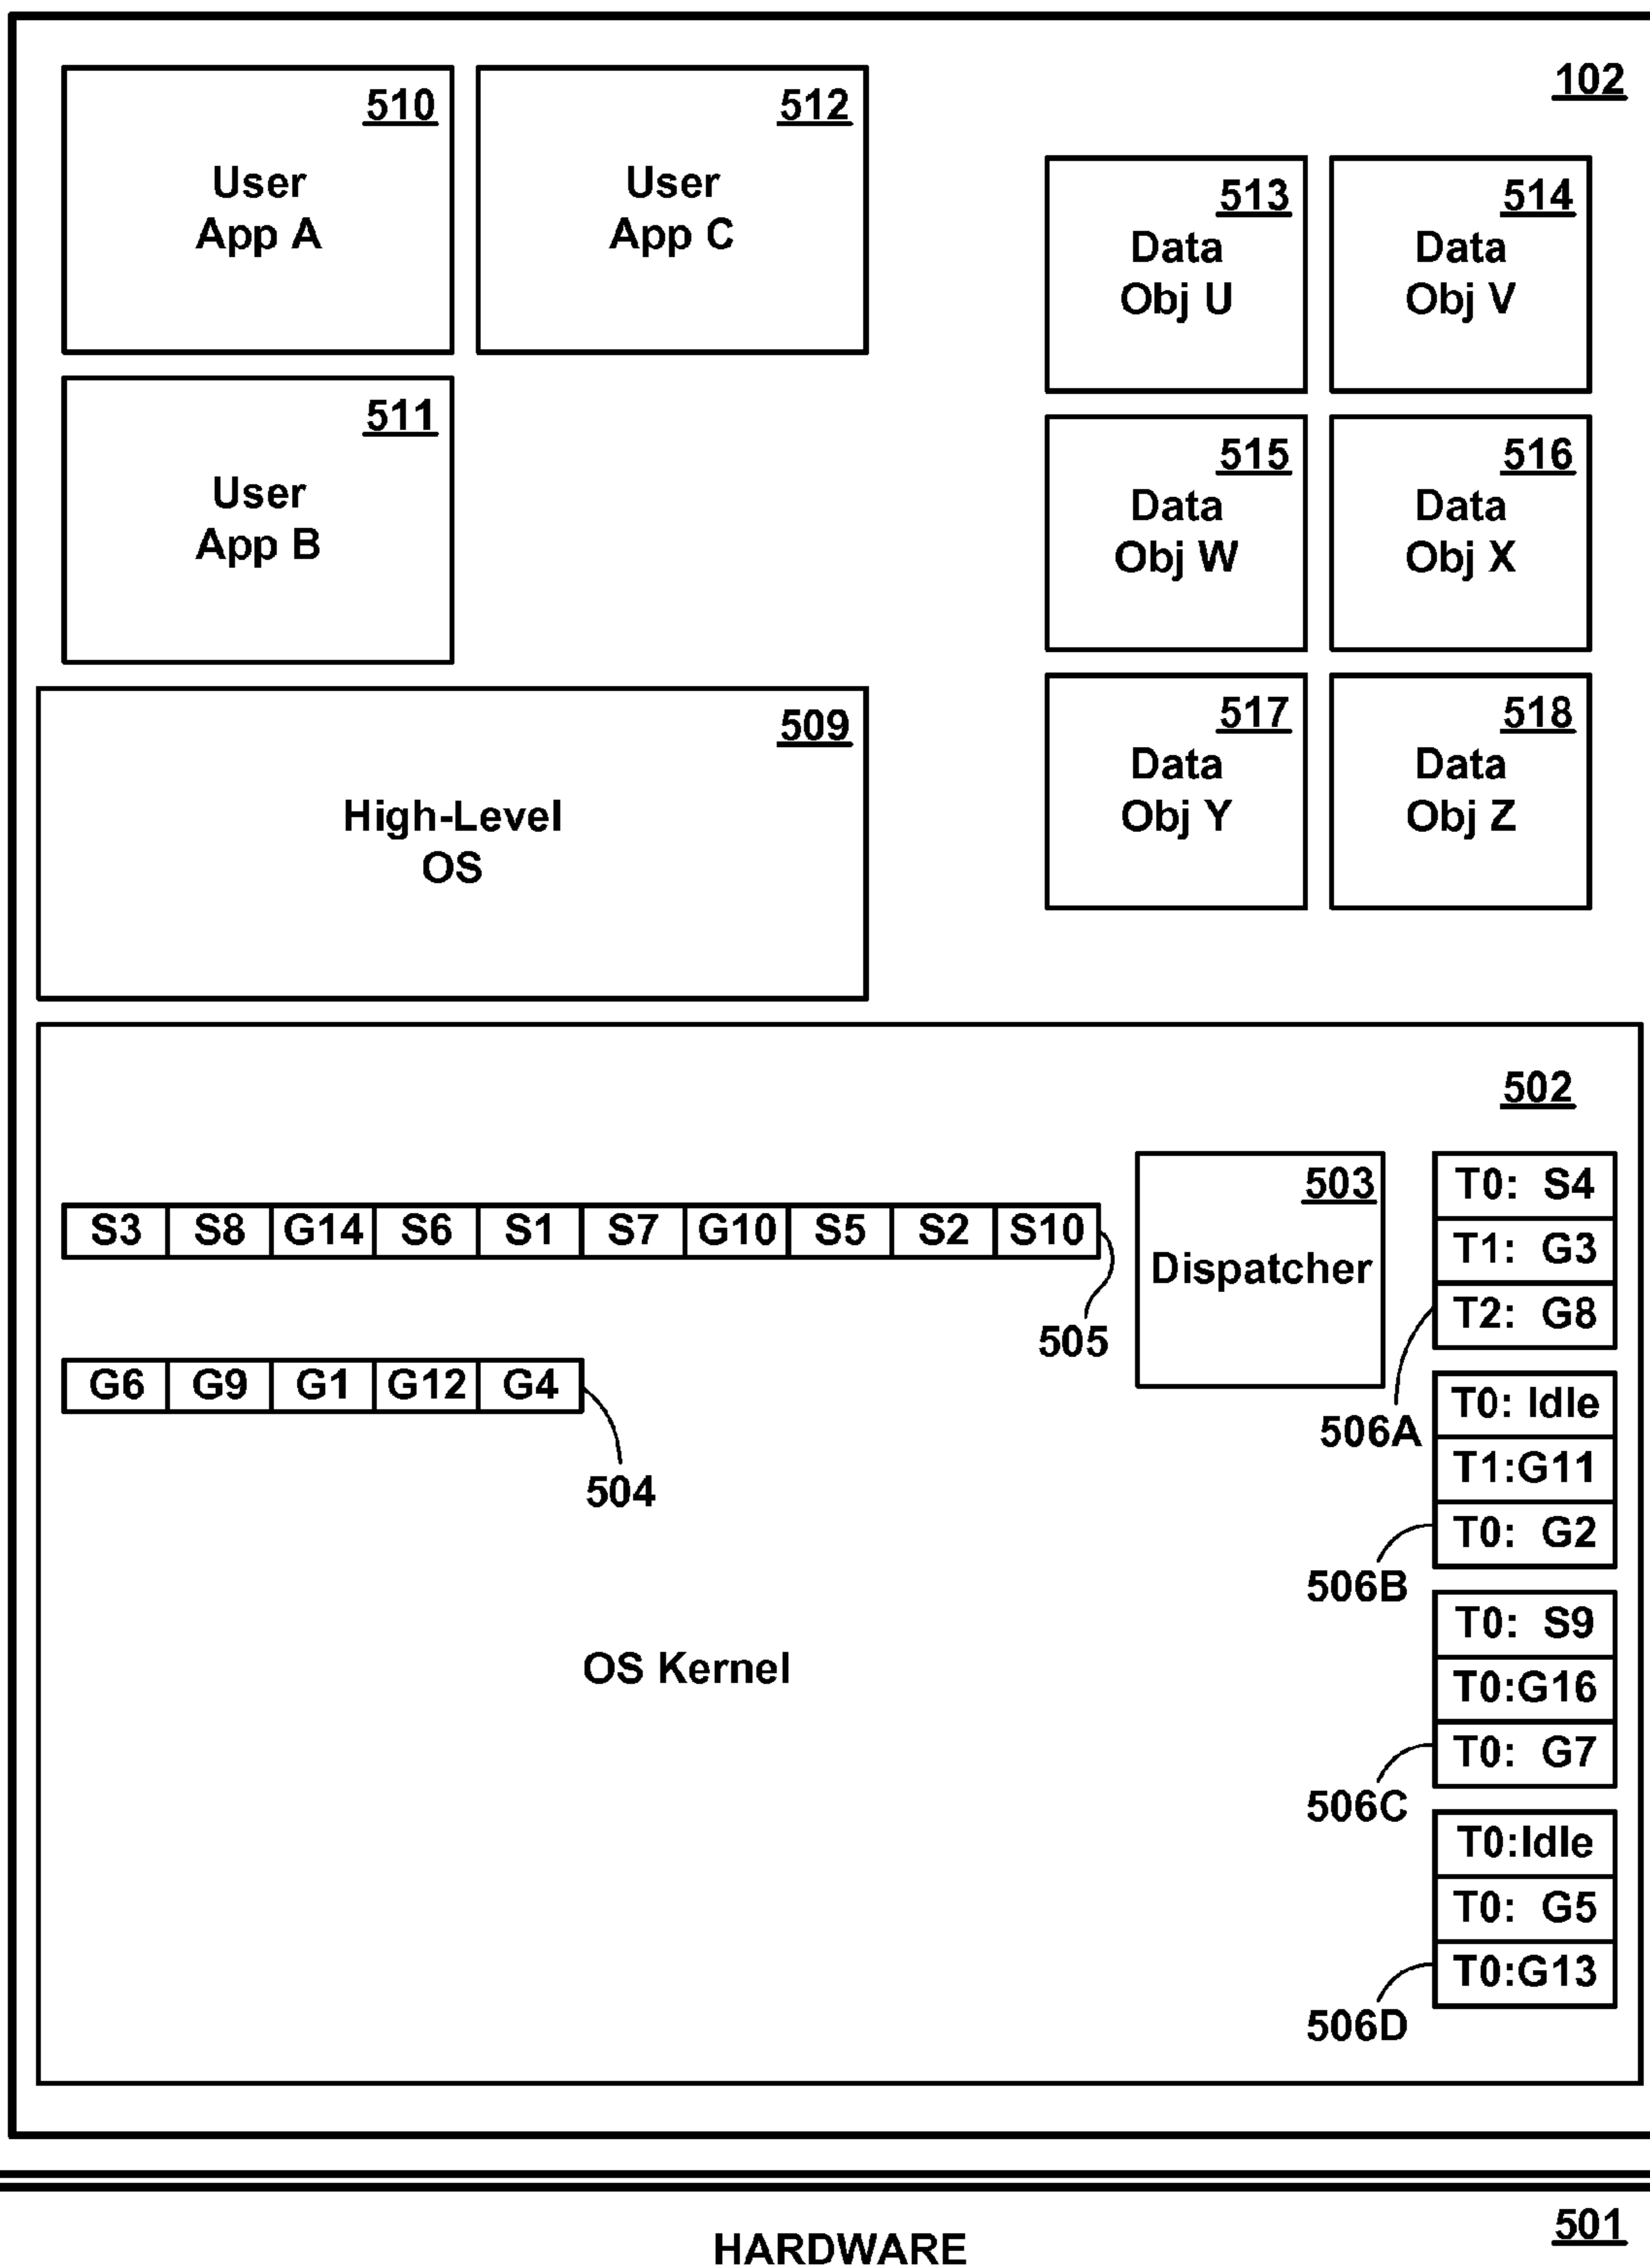 102
510
User
App A
512
User
App C
511
User
App B
513
Data
Obj U
514
Data
Obj V
515
Data
Obj W
516
Data
Obj X
517
Data
Obj Y
518
Data
Obj Z
509
High-Level
OS
502
503
Dispatcher
S3 S8 G14 S6 S1 S7 G10 S5 S2 S10
505
G6 G9 G1 G12 G4
504
T0: S4
T1: G3
T2: G8
506A
T0: Idle
T1:G11
T0: G2
506B
T0: S9
T0:G16
T0: G7
506C
T0:Idle
T0: G5
T0:G13
506D
OS Kernel
501
HARDWARE